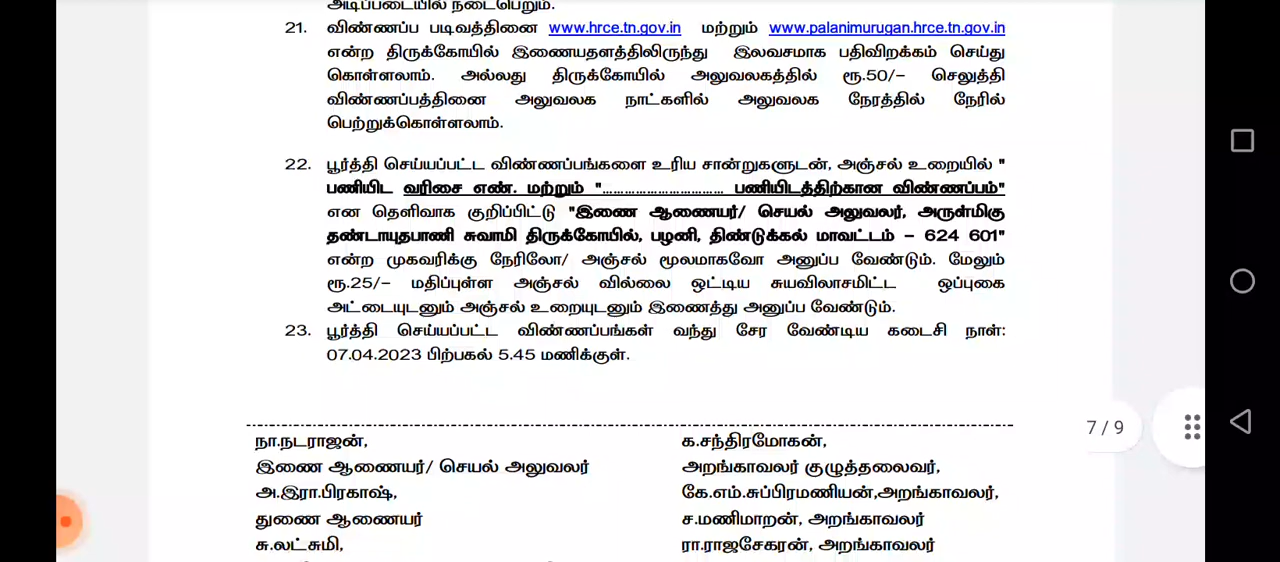 அடிப்படையில் நடைபெறும்.
21. விண்ணப்ப படிவத்தினை www.hrce.tn.gov.in மற்றும் www.palanimurugan.hrce.tn.gov.in
என்ற திருக்கோயில் இணையதளத்திலிருந்து இலவசமாக பதிவிறக்கம் செய்து
கொள்ளலாம். அல்லது திருக்கோயில் அலுவலகத்தில் ரூ.50/- செலுத்தி
விண்ணப்பத்தினை அலுவலக நாட்களில் அலுவலக நேரத்தில் நேரில்
பெற்றுக்கொள்ளலாம்.
22. பூர்த்தி செய்யப்பட்ட விண்ணப்பங்களை உரிய சான்றுகளுடன், அஞ்சல் உறையில் "
பணியிட வரிசை எண். மற்றும் "............................ பணியிடத்திற்கான விண்ணப்பம்"
என தெளிவாக குறிப்பிட்டு "இணை ஆணையர்/ செயல் அலுவலர், அருள்மிகு
தண்டாயுதபாணி சுவாமி திருக்கோயில், பழனி, திண்டுக்கல் மாவட்டம் – 624 601"
என்ற முகவரிக்கு நேரிலோ/ அஞ்சல் மூலமாகவோ அனுப்ப வேண்டும். மேலும்
ரூ.25/- மதிப்புள்ள அஞ்சல் வில்லை ஒட்டிய சுயவிலாசமிட்ட ஒப்புகை
அட்டையுடனும் அஞ்சல் உறையுடனும் இணைத்து அனுப்ப வேண்டும்.
23. பூர்த்தி செய்யப்பட்ட விண்ணப்பங்கள் வந்து சேர வேண்டிய கடைசி நாள்:
07.04.2023 பிற்பகல் 5.45 மணிக்குள்.
7 / 9
நா.நடராஜன்,
இணை ஆணையர்/ செயல் அலுவலர்
அ.இரா.பிரகாஷ்,
துணை ஆணையர்
சு.லட்சுமி,
க.சந்திரமோகன்,
அறங்காவலர் குழுத்தலைவர்,
கே.எம்.சுப்பிரமணியன்,அறங்காவலர்,
ச.மணிமாறன், அறங்காவலர்
ரா.ராஜசேகரன், அறங்காவலர்